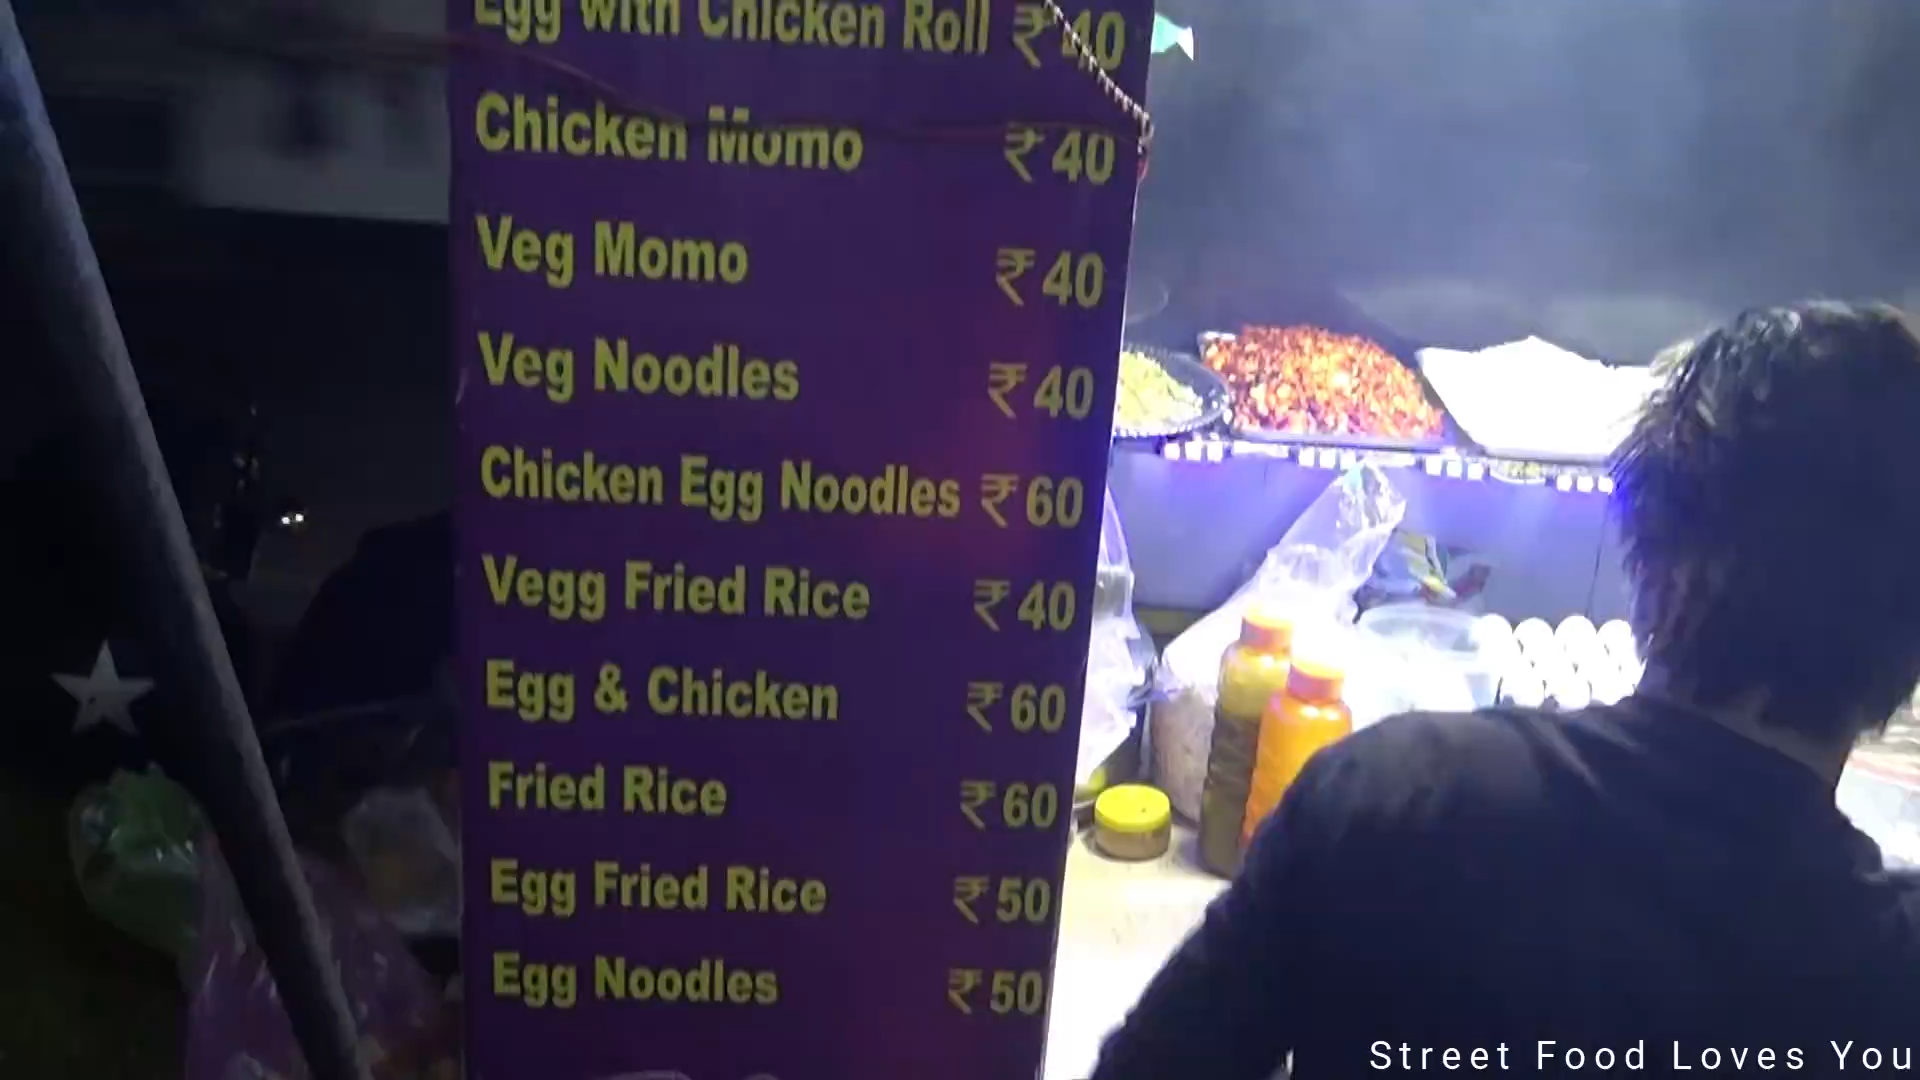 Egg with Chicken Roll ₹ 40
Chicken Momo ₹ 40
Veg Momo ₹ 40
Veg Noodles ₹ 40
Chicken Egg Noodles ₹ 60
Vegg Fried Rice ₹ 40
Egg & Chicken ₹ 60
Fried Rice ₹ 60
Egg Fried Rice ₹ 50
Egg Noodles ₹ 50
Street Food Loves You